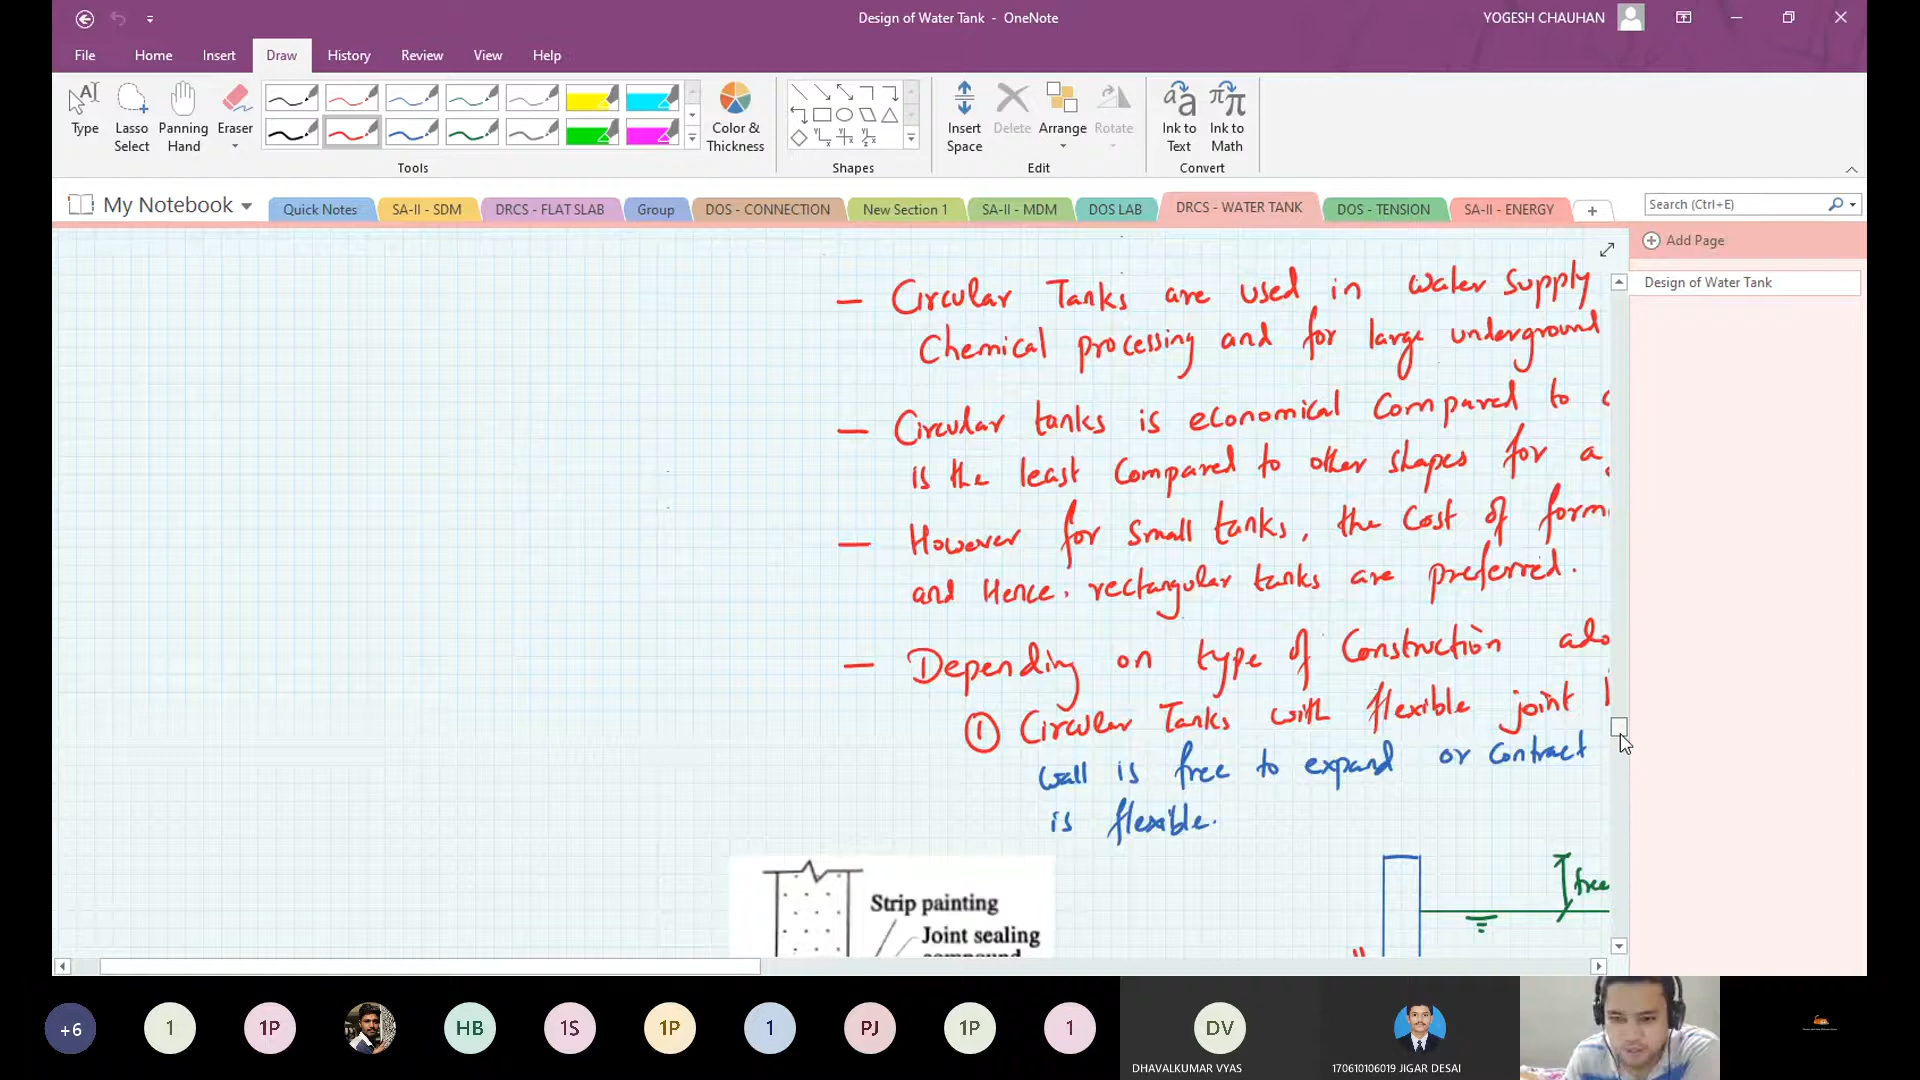 Design of Water Tank - OneNote
YOGESH CHAUHAN
File Home Insert Draw History Review View Help
Type
Lasso Select
Panning Hand
Eraser
Color & Thickness
Insert Space
Delete
Arrange
Rotate
Ink to Text
Ink to Math
Tools
Shapes
Edit
Convert
My Notebook
Quick Notes
SA-II - SDM
DRCS - FLAT SLAB
Group
DOS - CONNECTION
New Section 1
SA-II - MDM
DOS LAB
DRCS - WATER TANK
DOS - TENSION
SA-II - ENERGY
Search (Ctrl+E)
Add Page
Design of Water Tank
— Circular Tanks are used in water supply
Chemical processing and for large underground
— Circular tanks is economical compared to
is the least compared to other shapes for a
— However for small tanks, the cost of form
and Hence, rectangular tanks are preferred.
— Depending on type of Construction ado
① Circular Tanks with flexible joint
wall is free to expand or contract
is flexible.
Strip painting
Joint sealing
compound
free
+6
1
1P
HB
1S
1P
1
PJ
1P
1
DV
DHAVALKUMAR VYAS
170610106019 JIGAR DESAI